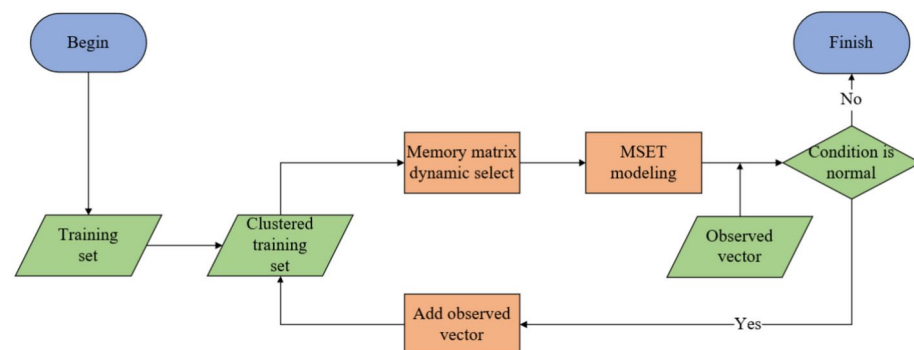 Begin
Finish
No
Memory matrix
dynamic select
MSET
modeling
Condition is
normal
Training
set
Clustered
training
set
Observed
vector
Add observed
vector
Yes